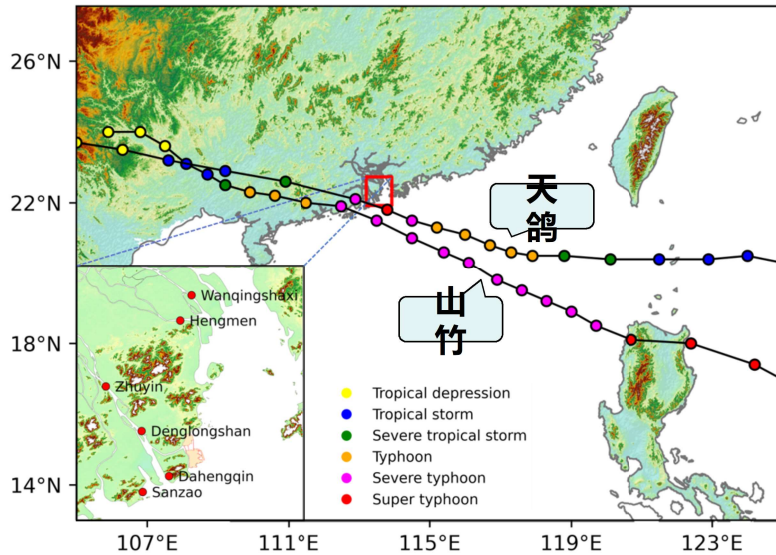 26°N
22°N
18°N
14°N
天
鸽
山
竹
Wanqingshaxi
Hengmen
Zhuyin
Denglongshan
Dahengqin
Sanzao
Tropical depression
Tropical storm
Severe tropical storm
Typhoon
Severe typhoon
Super typhoon
107°E
111°E
115°E
119°E
123°E